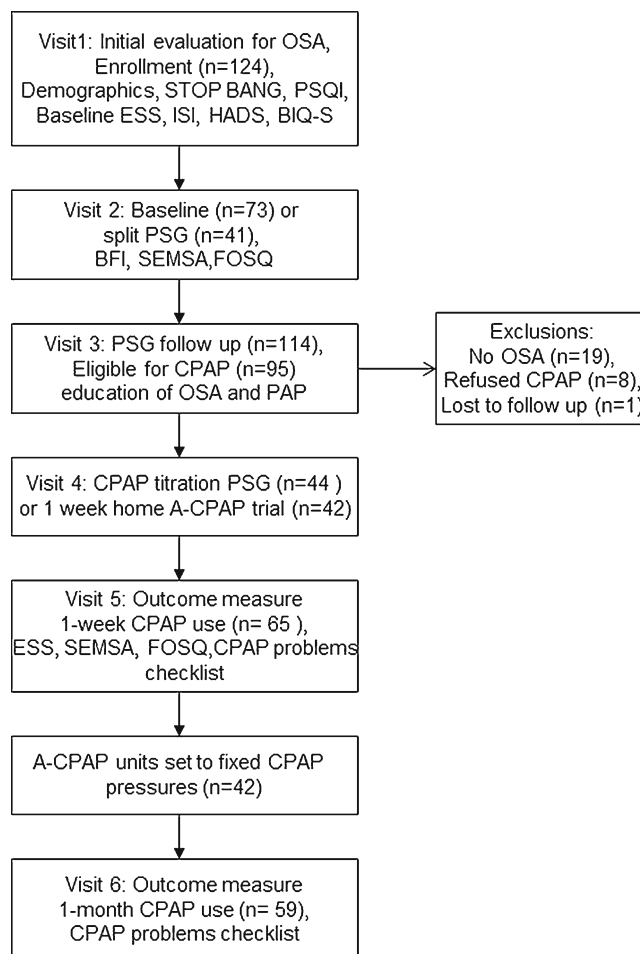 Visit1: Initial evaluation for OSA,
Enrollment (n=124),
Demographics, STOP BANG, PSQI,
Baseline ESS, ISI, HADS, BIQ-S
Visit 2: Baseline (n=73) or
split PSG (n=41),
BFI, SEMSA,FOSQ
Visit 3: PSG follow up (n=114),
Eligible for CPAP (n=95)
education of OSA and PAP
Exclusions:
No OSA (n=19),
Refused CPAP (n=8),
Lost to follow up (n=1)
Visit 4: CPAP titration PSG (n=44 )
or 1 week home A-CPAP trial (n=42)
Visit 5: Outcome measure
1-week CPAP use (n= 65 ),
ESS, SEMSA, FOSQ,CPAP problems
checklist
A-CPAP units set to fixed CPAP
pressures (n=42)
Visit 6: Outcome measure
1-month CPAP use (n= 59),
CPAP problems checklist